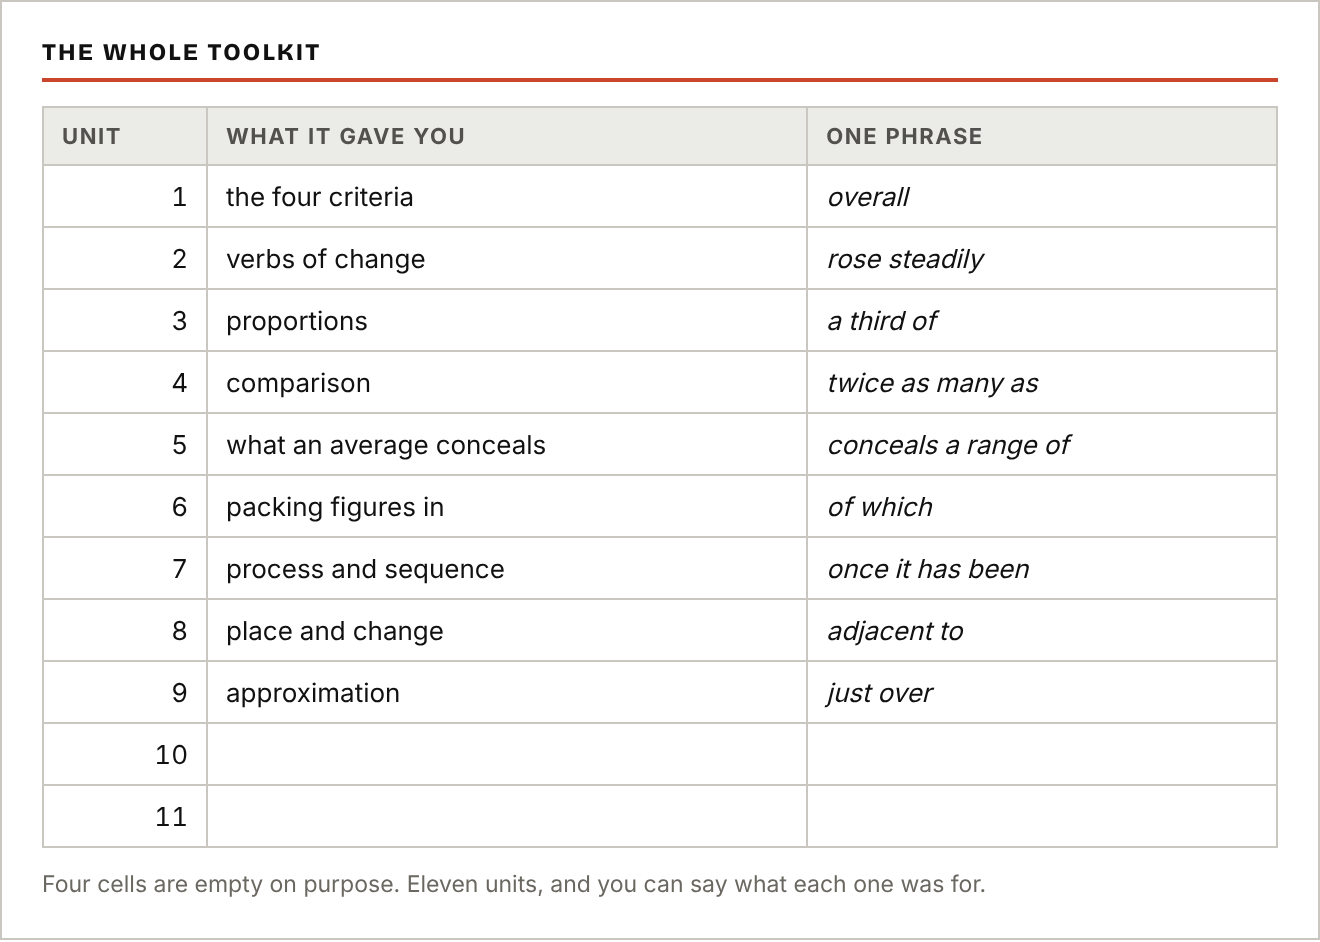 THE WHOLE TOOLKIT
UNIT WHAT IT GAVE YOU ONE PHRASE
1 the four criteria overall
2 verbs of change rose steadily
3 proportions a third of
4 comparison twice as many as
5 what an average conceals conceals a range of
6 packing figures in of which
7 process and sequence once it has been
8 place and change adjacent to
9 approximation just over
10
11
Four cells are empty on purpose. Eleven units, and you can say what each one was for.